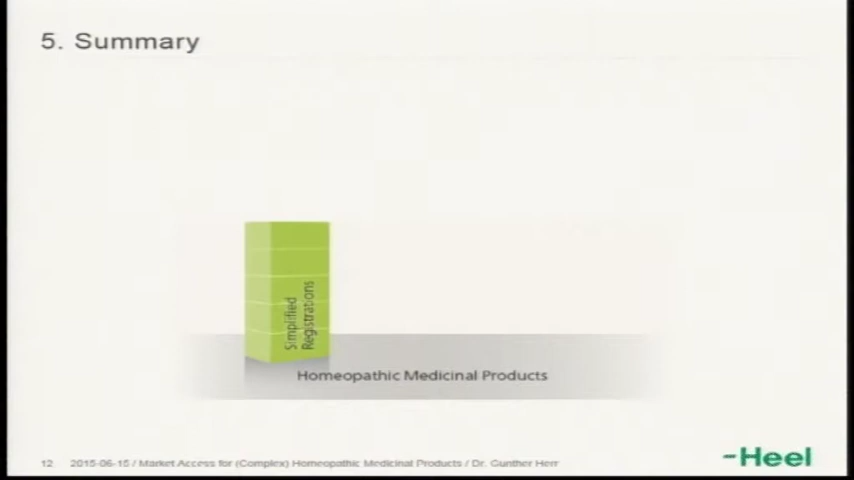 5. Summary
Simplified
Registrations
Homeopathic Medicinal Products
12 2015-06-15 / Market Access for (Complex) Homeopathic Medicinal Products / Dr. Gunther Herr
-Heel